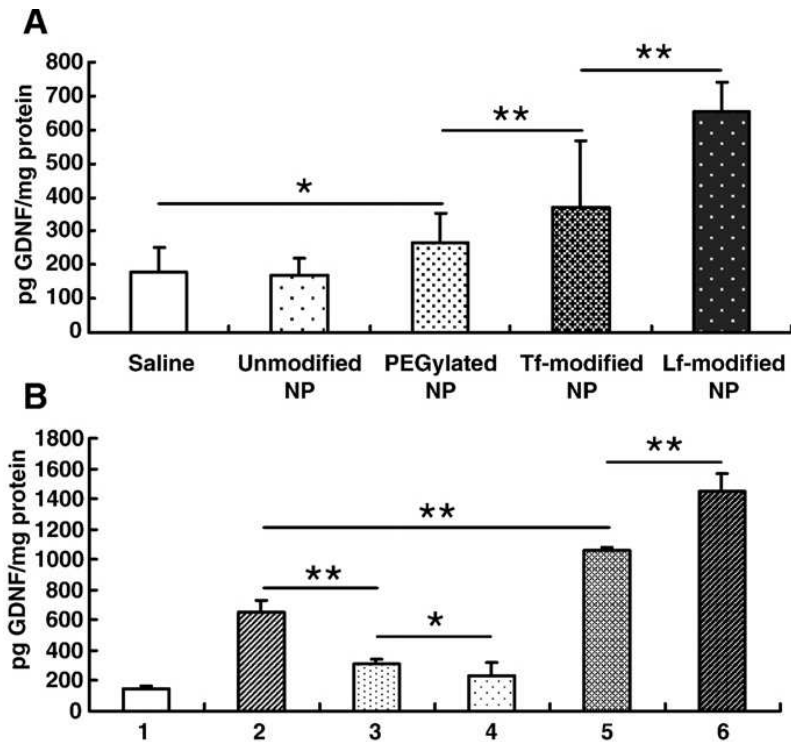 A
pg GDNF/mg protein
800
700
600
500
400
300
200
100
0
*
**
**
Saline
Unmodified
NP
PEGylated
NP
Tf-modified
NP
Lf-modified
NP
B
pg GDNF/mg protein
1800
1600
1400
1200
1000
800
600
400
200
0
**
**
*
**
1 2 3 4 5 6